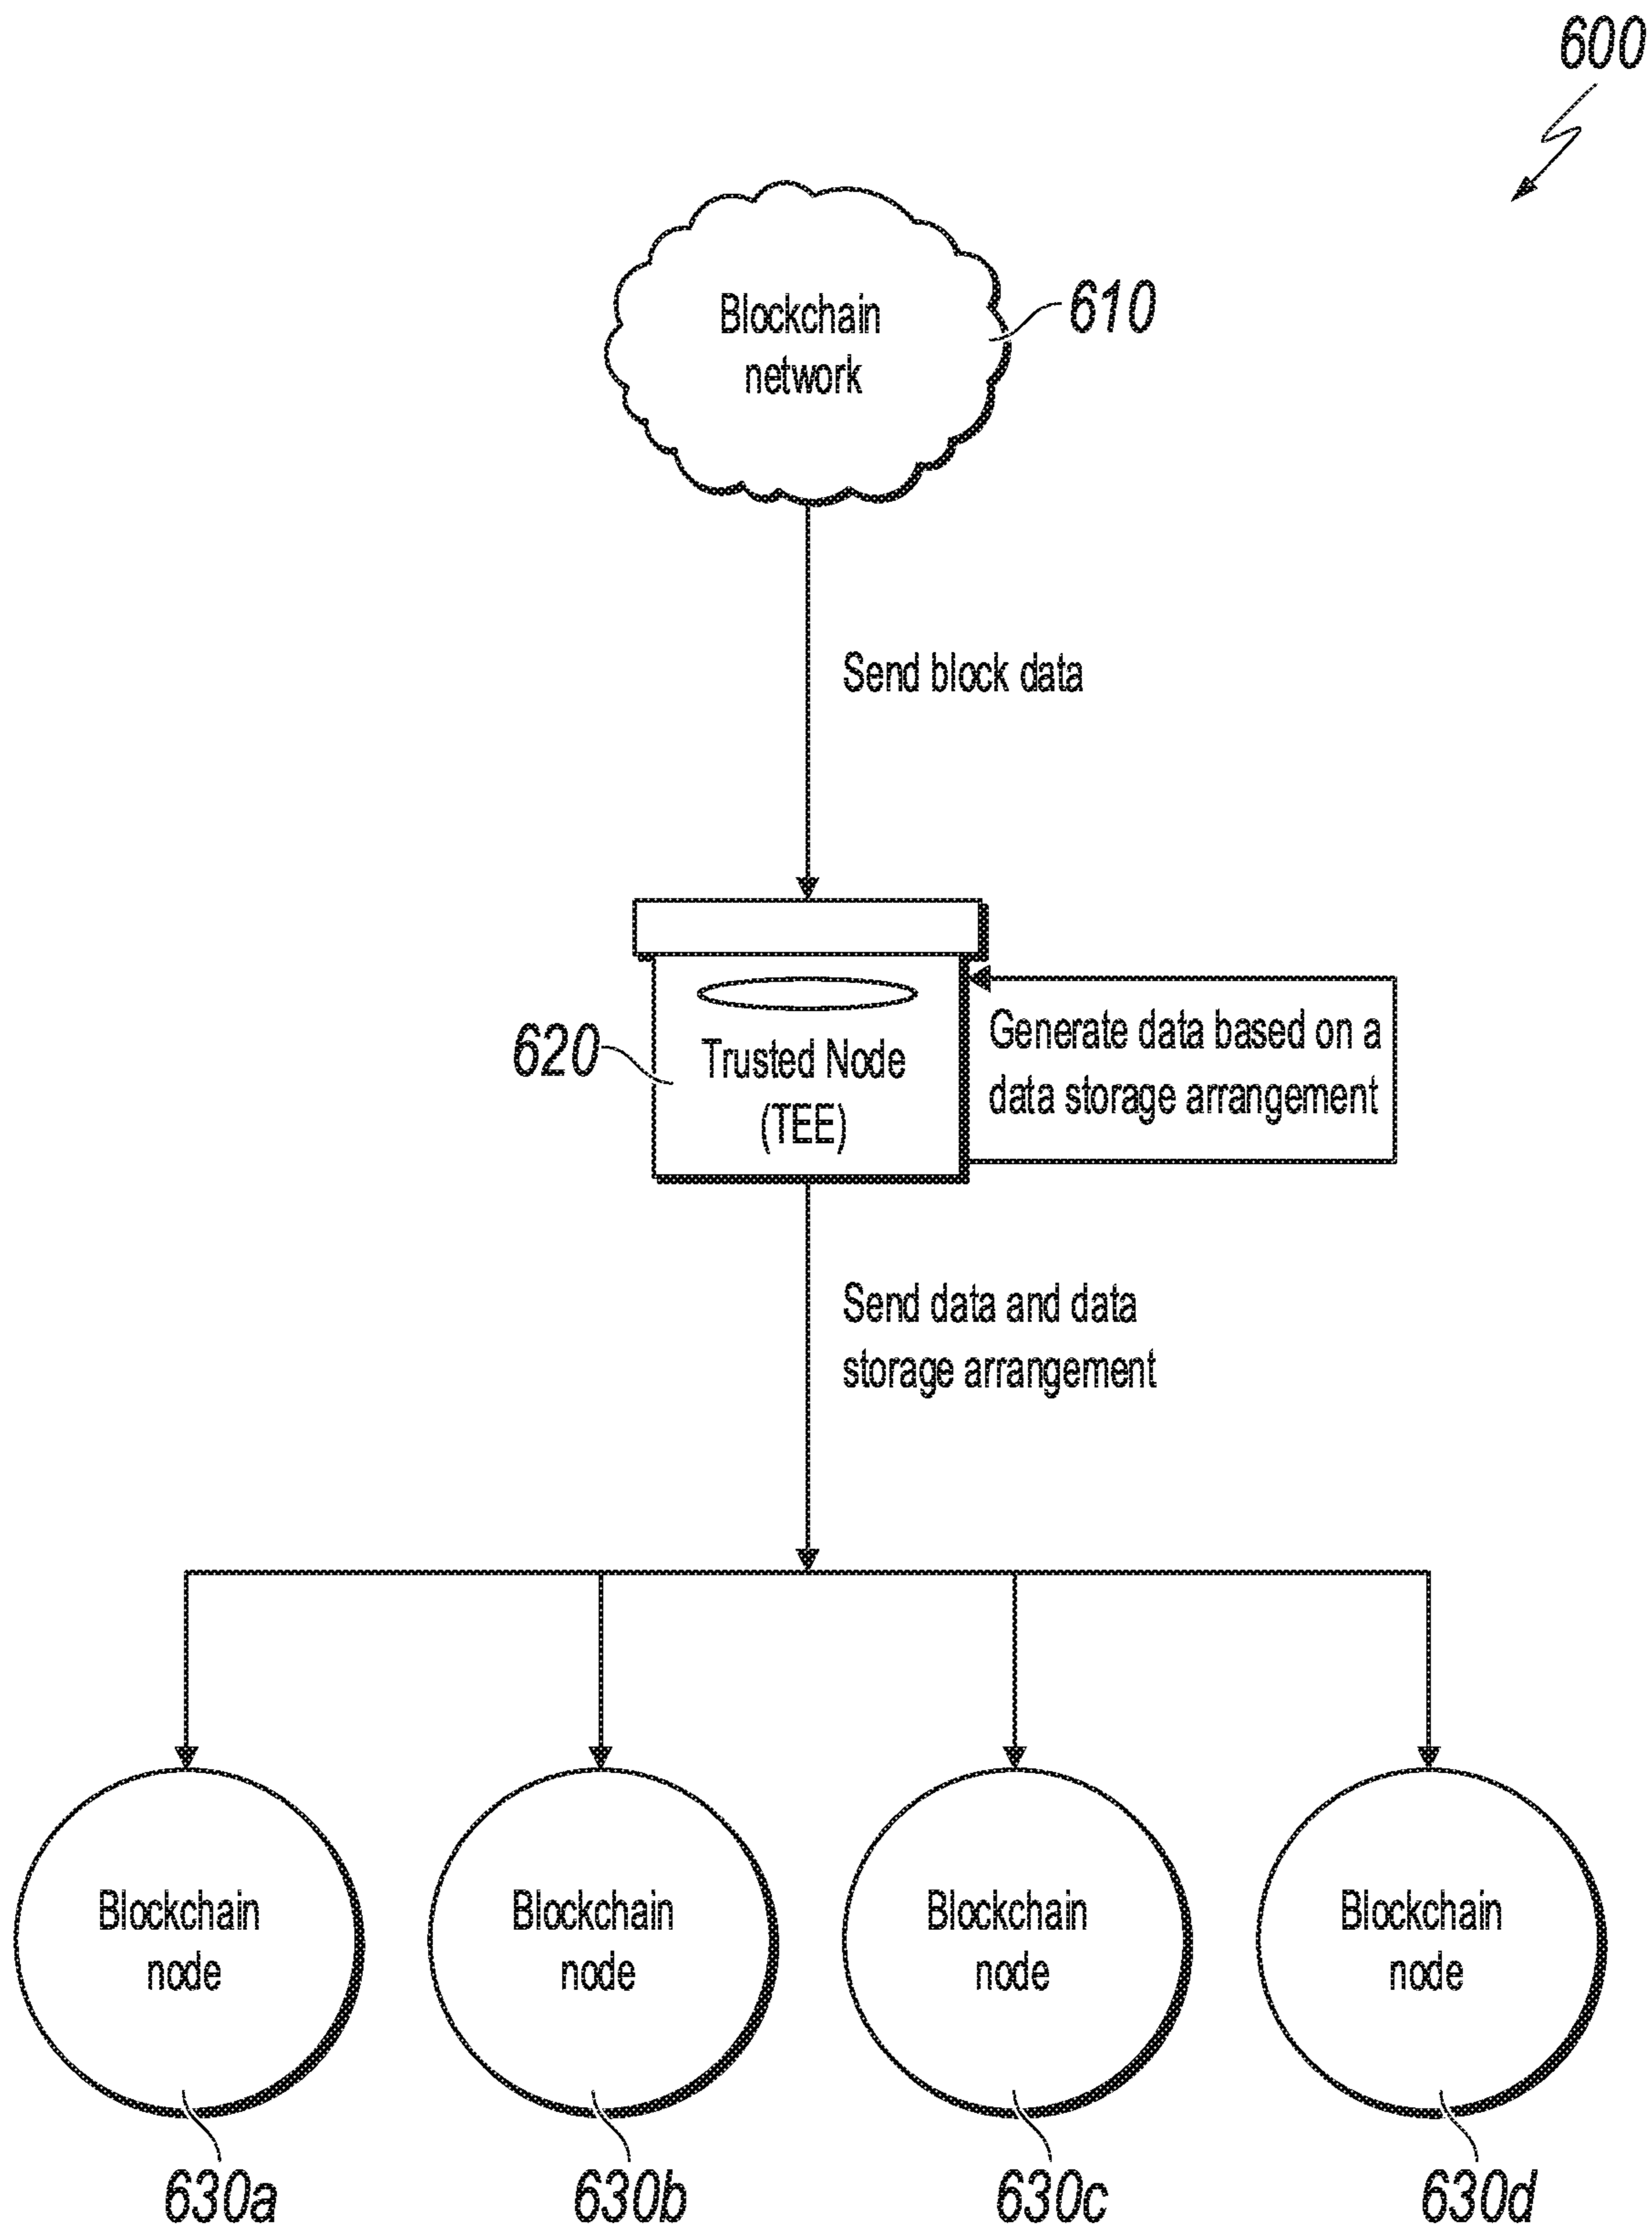 600
Blockchain
network
610
Send block data
620
Trusted Node
(TEE)
Generate data based on a
data storage arrangement
Send data and data
storage arrangement
Blockchain
node
Blockchain
node
Blockchain
node
Blockchain
node
630a
630b
630c
630d